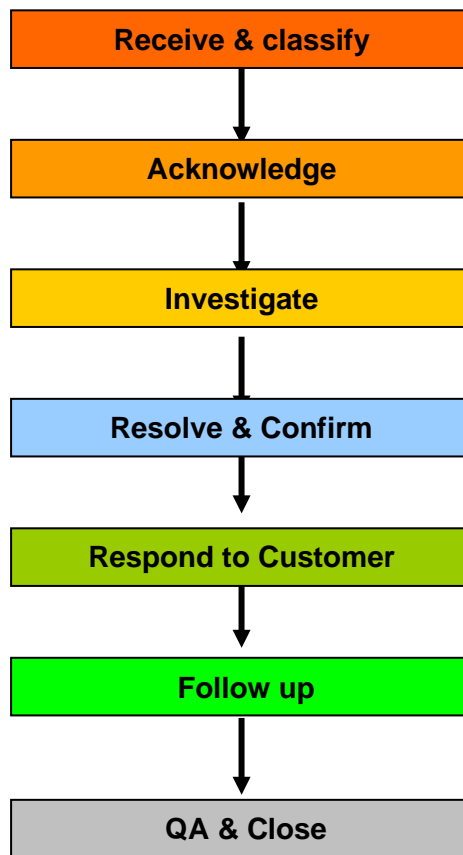 Receive & classify
Acknowledge
Investigate
Resolve & Confirm
Respond to Customer
Follow up
QA & Close